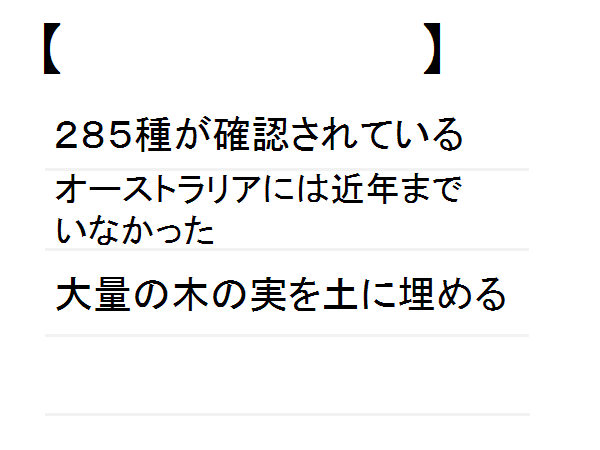 【 】
２８５種が確認されている
オーストラリアには近年まで
いなかった
大量の木の実を土に埋める